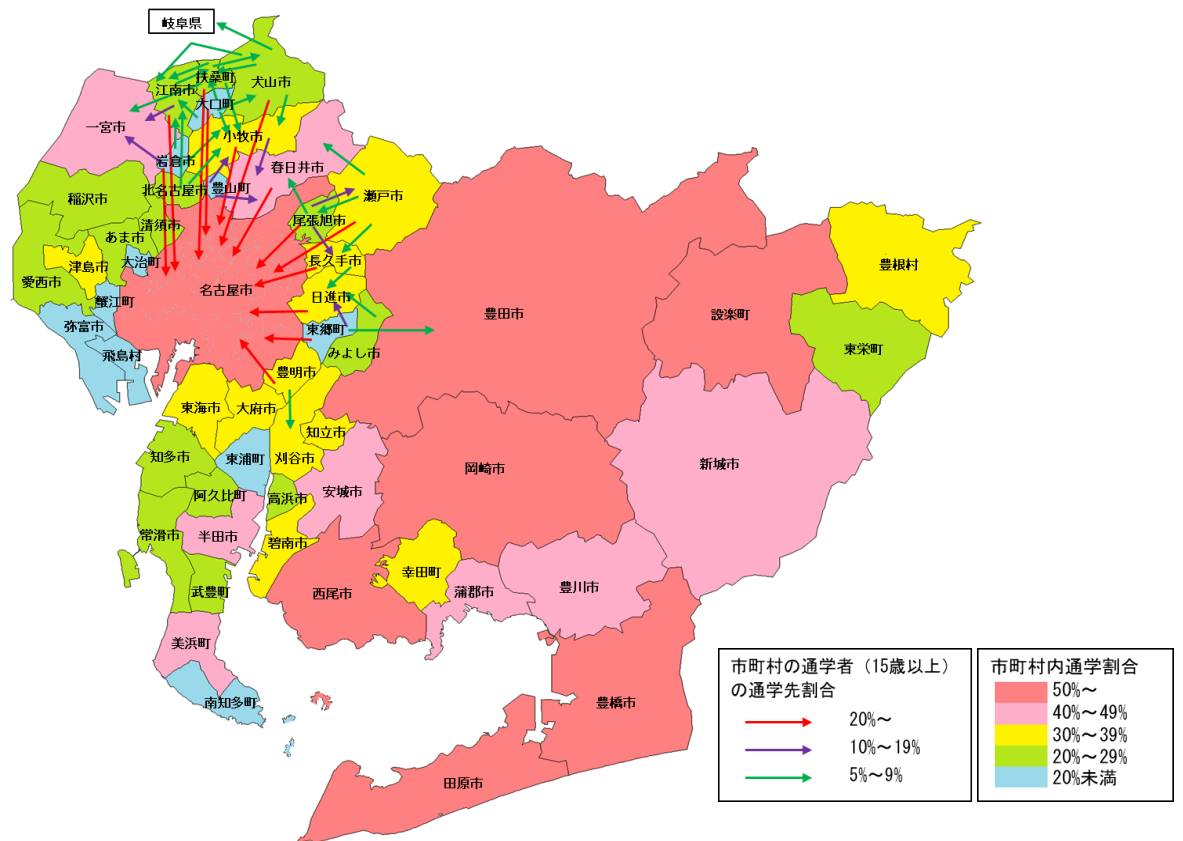 岐阜県
扶桑町
江南市
犬山市
大口町
一宮市
小牧市
岩倉市
春日井市
北名古屋市
豊山町
瀬戸市
稲沢市
清須市
尾張旭市
あま市
津島市
大治町
長久手市
愛西市
名古屋市
日進市
蟹江町
弥富市
東郷町
飛島村
みよし市
豊田市
設楽町
豊根村
東栄町
豊明市
東海市
大府市
知立市
知多市
東浦町
刈谷市
岡崎市
新城市
阿久比町
高浜市
安城市
常滑市
半田市
碧南市
武豊町
西尾市
幸田町
蒲郡市
豊川市
美浜町
南知多町
豊橋市
田原市
市町村の通学者（15歳以上）
の通学先割合
20%～
10%～19%
5%～9%
市町村内通学割合
50%～
40%～49%
30%～39%
20%～29%
20%未満